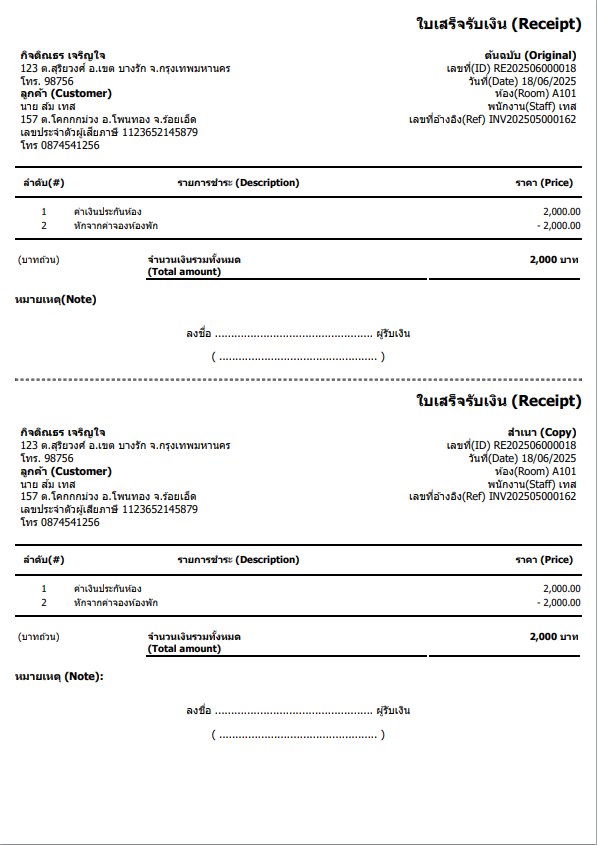 ใบเสร็จรับเงิน (Receipt)
กิจติณธร เจริญใจ
ต้นฉบับ (Original)
123 ต.สุริยวงศ์ อ.เขต บางรัก จ.กรุงเทพมหานคร
เลขที่(ID) RE202506000018
โทร. 98756
วันที่(Date) 18/06/2025
ลูกค้า (Customer)
ห้อง(Room) A101
นาย ส้ม เทส
พนักงาน(Staff) เทส
157 ต.โคกกกม่วง อ.โพนทอง จ.ร้อยเอ็ด
เลขที่อ้างอิง(Ref) INV202505000162
เลขประจำตัวผู้เสียภาษี 1123652145879
โทร 0874541256
ลำดับ(#) รายการชำระ (Description) ราคา (Price)
1 ค่าเงินประกันห้อง 2,000.00
2 หักจากค่าจองห้องพัก - 2,000.00
(บาทถ้วน) จำนวนเงินรวมทั้งหมด 2,000 บาท
(Total amount)
หมายเหตุ(Note)
ลงชื่อ ................................................. ผู้รับเงิน
( ................................................. )
ใบเสร็จรับเงิน (Receipt)
กิจติณธร เจริญใจ
สำเนา (Copy)
123 ต.สุริยวงศ์ อ.เขต บางรัก จ.กรุงเทพมหานคร
เลขที่(ID) RE202506000018
โทร. 98756
วันที่(Date) 18/06/2025
ลูกค้า (Customer)
ห้อง(Room) A101
นาย ส้ม เทส
พนักงาน(Staff) เทส
157 ต.โคกกกม่วง อ.โพนทอง จ.ร้อยเอ็ด
เลขที่อ้างอิง(Ref) INV202505000162
เลขประจำตัวผู้เสียภาษี 1123652145879
โทร 0874541256
ลำดับ(#) รายการชำระ (Description) ราคา (Price)
1 ค่าเงินประกันห้อง 2,000.00
2 หักจากค่าจองห้องพัก - 2,000.00
(บาทถ้วน) จำนวนเงินรวมทั้งหมด 2,000 บาท
(Total amount)
หมายเหตุ (Note):
ลงชื่อ ................................................. ผู้รับเงิน
( ................................................. )